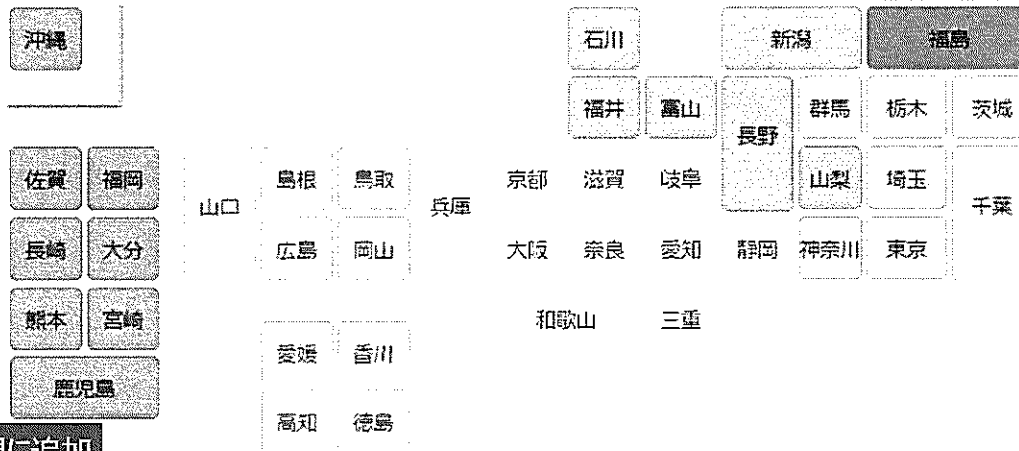 沖縄 石川 新潟 福島
福井 富山 長野 群馬 栃木 茨城
佐賀 福岡 山口 島根 鳥取 兵庫 京都 滋賀 岐阜 山梨 埼玉 千葉
長崎 大分 広島 岡山 大阪 奈良 愛知 静岡 神奈川 東京
熊本 宮崎 和歌山 三重
愛媛 香川
鹿児島
高知 徳島
に追加